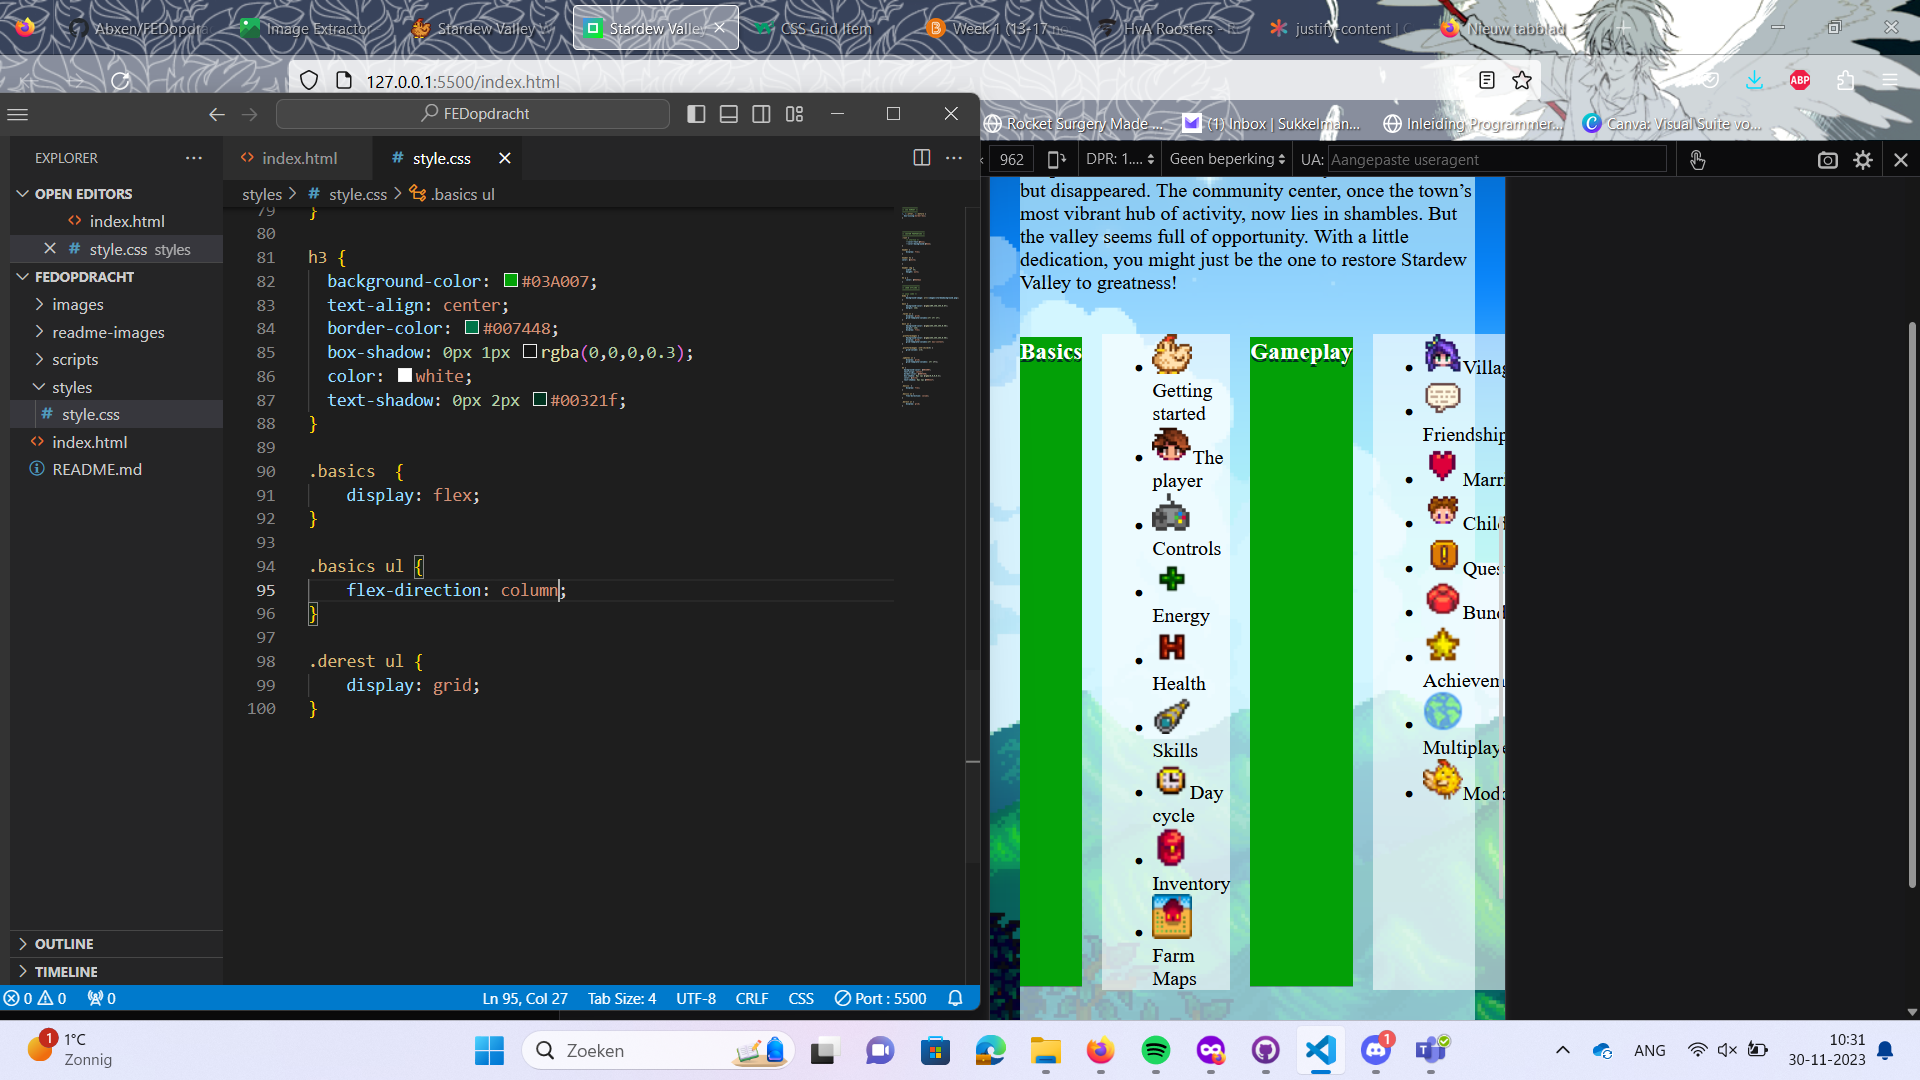 Abxen/FEDopdra
Image Extractor
Stardew Valley W
Stardew Valley
CSS Grid Item
Week 1 (13-17 no
HvA Roosters -
justify-content | C
Nieuw tabblad
127.0.0.1:5500/index.html
ABP
Rocket Surgery Made ...
(1) Inbox | Sukkelman...
Inleiding Programmer...
Canva: Visual Suite vo...
FEDopdracht
962
DPR: 1....
Geen beperking
UA: Aangepaste useragent
EXPLORER
OPEN EDITORS
index.html
style.css styles
FEDOPDRACHT
images
readme-images
scripts
styles
style.css
index.html
README.md
OUTLINE
TIMELINE
index.html
style.css
styles > style.css > .basics ul
79 }
80
81 h3 {
82 background-color: #03A007;
83 text-align: center;
84 border-color: #007448;
85 box-shadow: 0px 1px rgba(0,0,0,0.3);
86 color: white;
87 text-shadow: 0px 2px #00321f;
88 }
89
90 .basics {
91 display: flex;
92 }
93
94 .basics ul {
95 flex-direction: column;
96 }
97
98 .derest ul {
99 display: grid;
100 }
0 0 0
Ln 95, Col 27
Tab Size: 4
UTF-8
CRLF
CSS
Port : 5500
but disappeared. The community center, once the town's
most vibrant hub of activity, now lies in shambles. But
the valley seems full of opportunity. With a little
dedication, you might just be the one to restore Stardew
Valley to greatness!
Basics
Getting
started
The
player
Controls
Energy
Health
Skills
Day
cycle
Inventory
Farm
Maps
Gameplay
Villag
Friendship
Marri
Child
Quest
Bund
Achievem
Multiplaye
Mods
1
1°C
Zonnig
Zoeken
1
ANG
10:31
30-11-2023